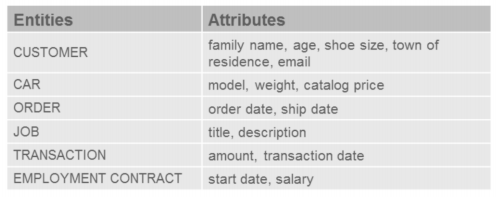 Entities Attributes
CUSTOMER family name, age, shoe size, town of
residence, email
CAR model, weight, catalog price
ORDER order date, ship date
JOB title, description
TRANSACTION amount, transaction date
EMPLOYMENT CONTRACT start date, salary